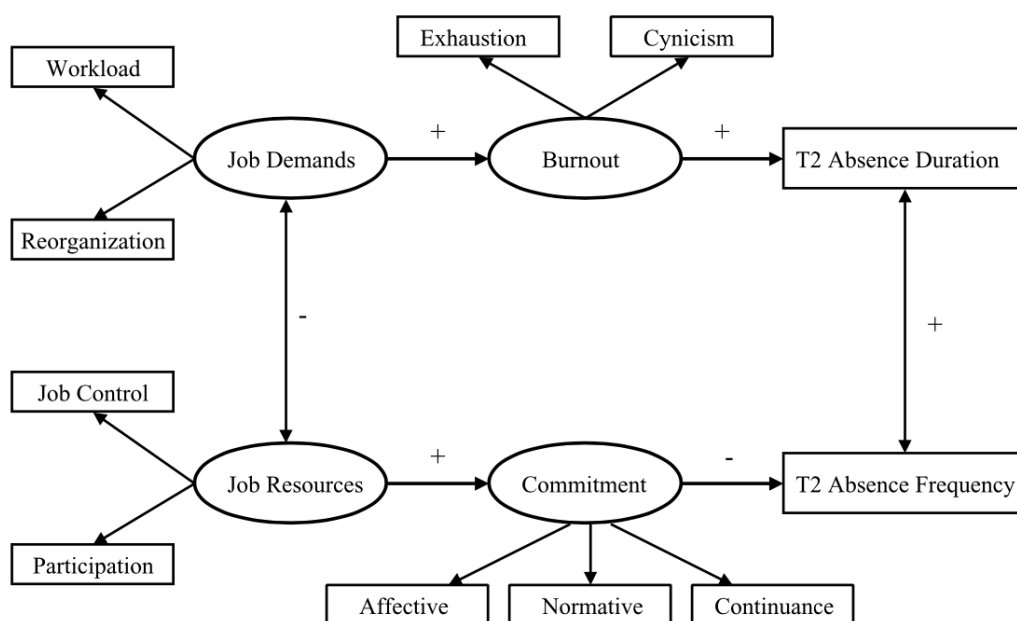 Exhaustion
Cynicism
Workload
+
+
Job Demands
Burnout
T2 Absence Duration
Reorganization
-
+
Job Control
+
-
Job Resources
Commitment
T2 Absence Frequency
Participation
Affective
Normative
Continuance